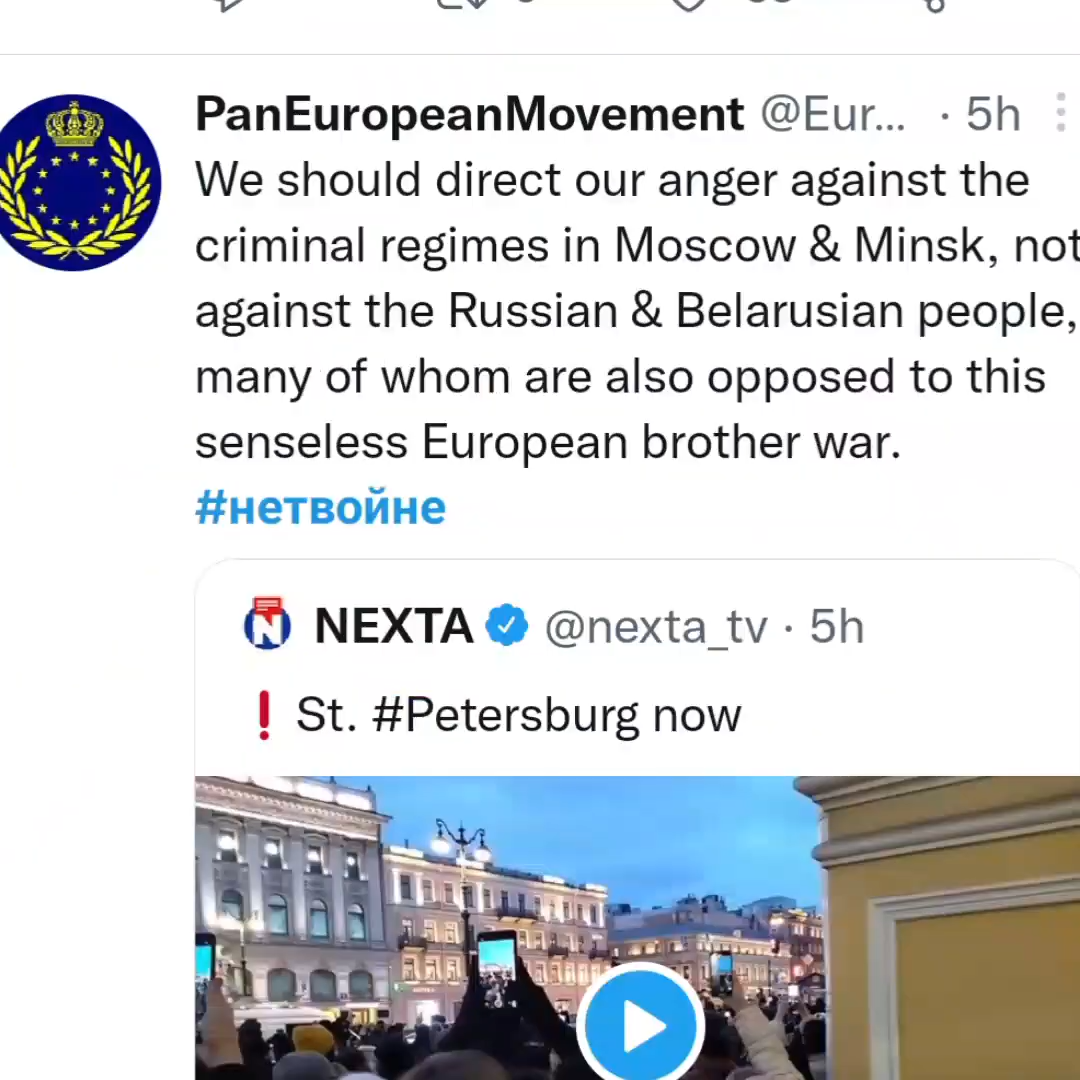 PanEuropeanMovement @Eur... · 5h
We should direct our anger against the
criminal regimes in Moscow & Minsk, not
against the Russian & Belarusian people,
many of whom are also opposed to this
senseless European brother war.
#нетвойне
NEXTA @nexta_tv · 5h
❗ St. #Petersburg now